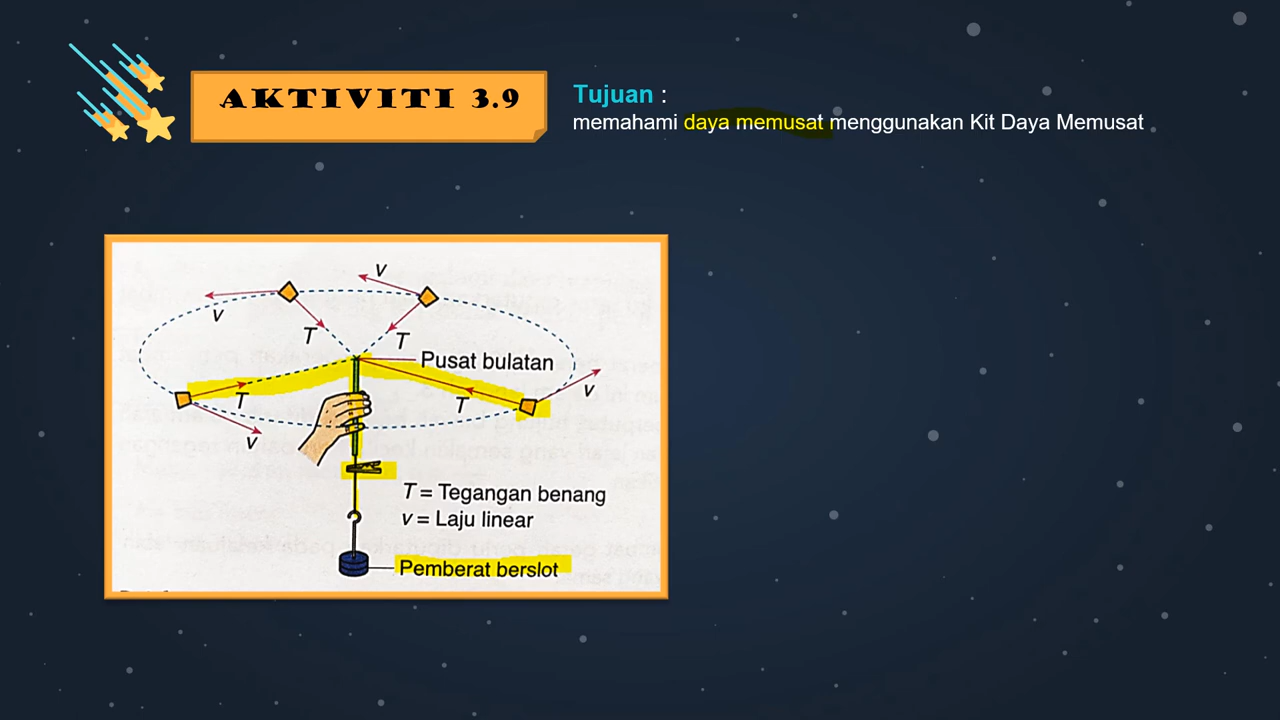 AKTIVITI 3.9
Tujuan :
memahami daya memusat menggunakan Kit Daya Memusat
v
v
T
T
Pusat bulatan
v
T
T
v
T = Tegangan benang
v = Laju linear
Pemberat berslot